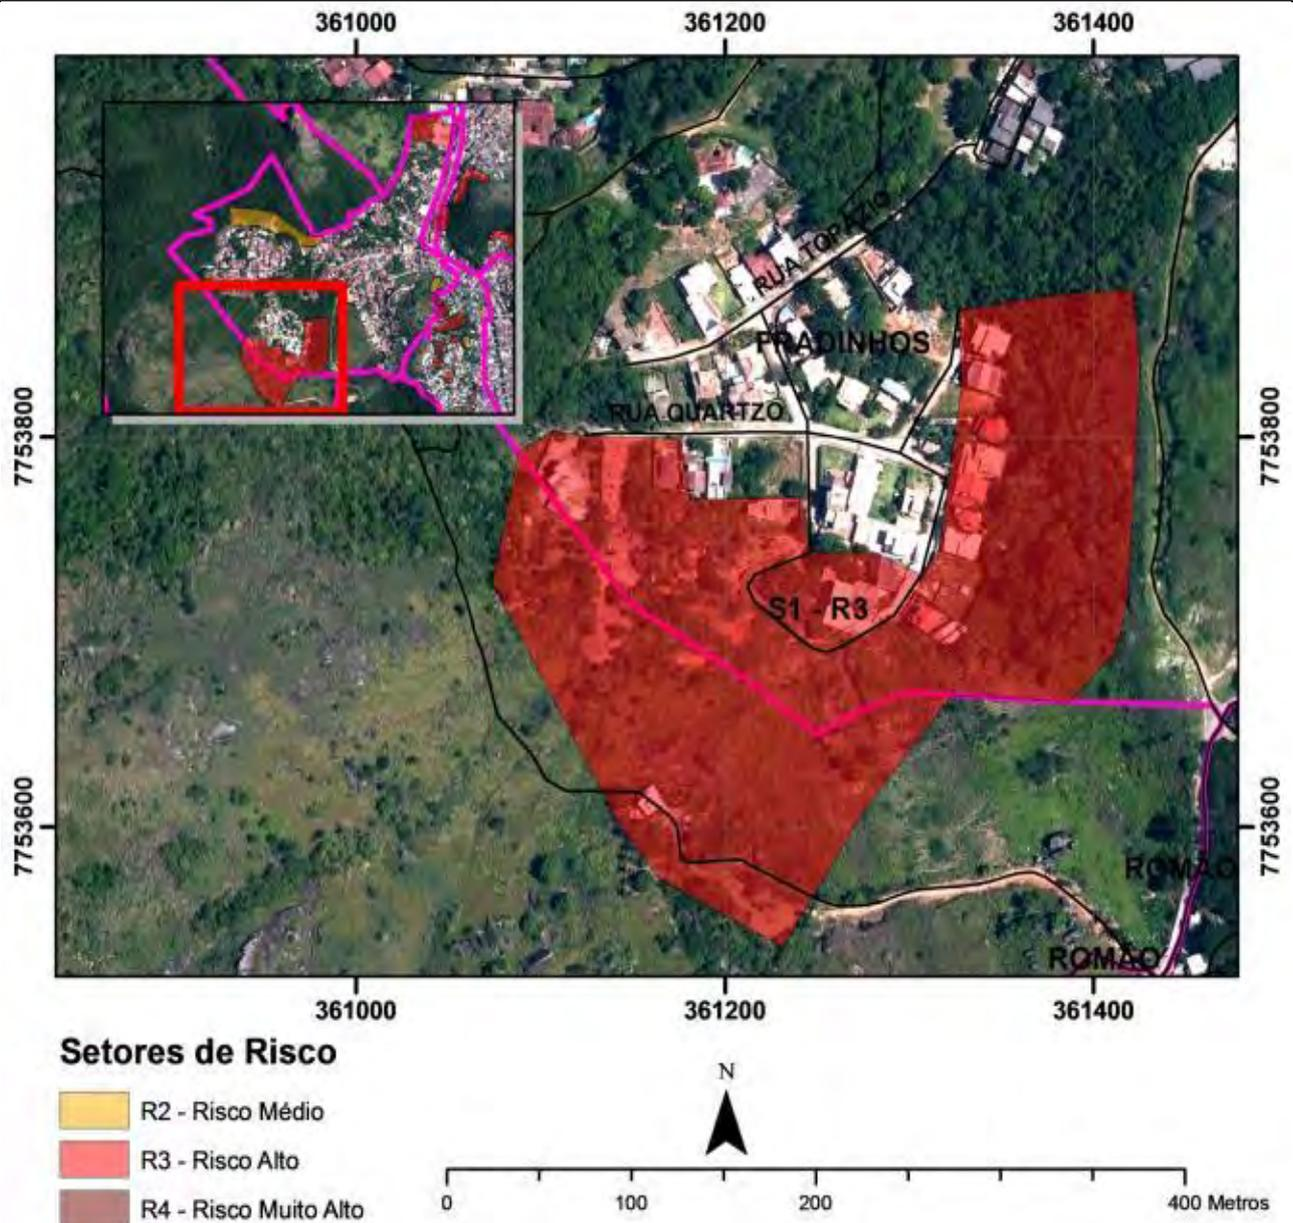 361000 361200 361400
RUA TOPÁZIO
PRADINHOS
7753800
RUA QUARTZO
7753800
S1 - R3
7753600
7753600
ROMÃO
ROMÃO
361000 361200 361400
Setores de Risco
N
R2 - Risco Médio
R3 - Risco Alto
R4 - Risco Muito Alto
0 100 200 400 Metros